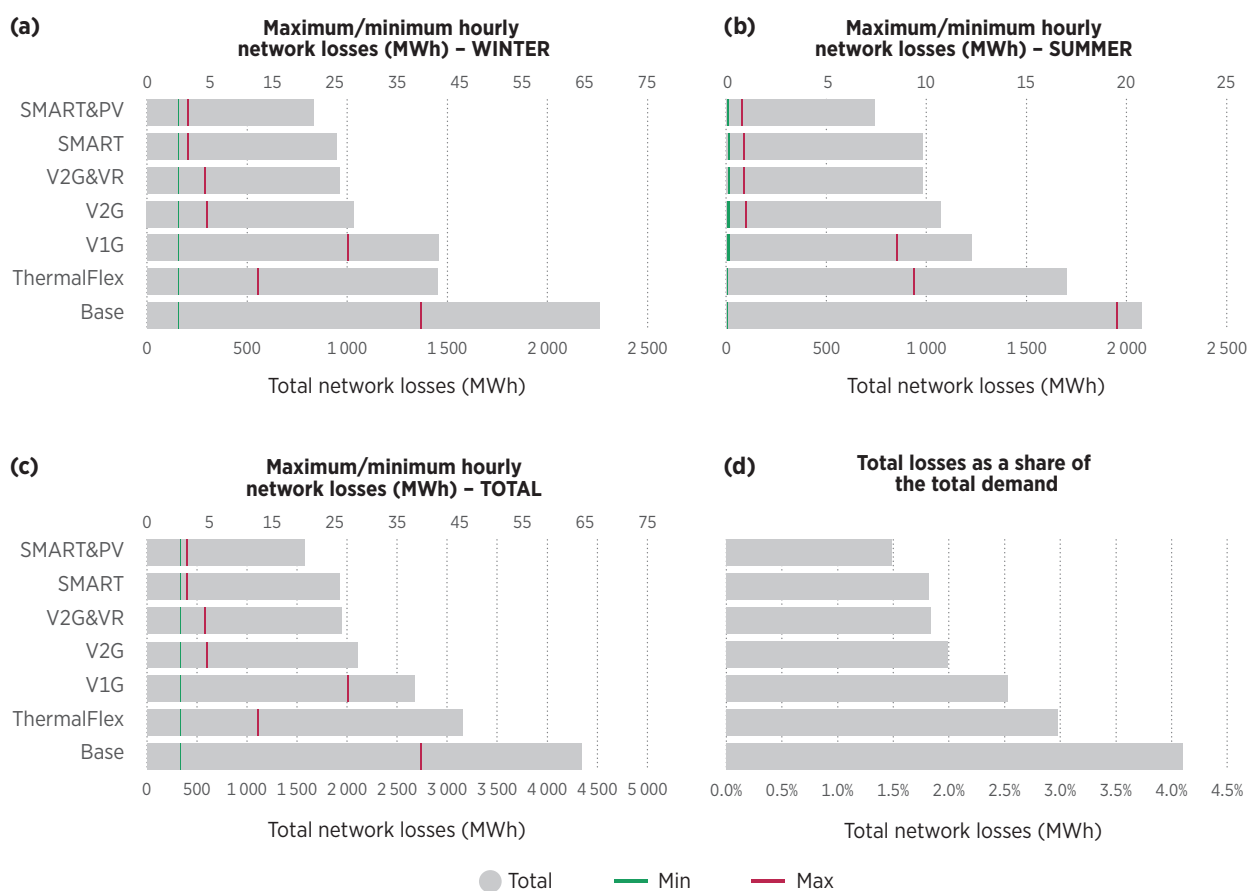 (a)
Maximum/minimum hourly
network losses (MWh) – WINTER
0 5 15 25 35 45 55 65 75
SMART&PV
SMART
V2G&VR
V2G
V1G
ThermalFlex
Base
0 500 1 000 1 500 2 000 2 500
Total network losses (MWh)
(b)
Maximum/minimum hourly
network losses (MWh) – SUMMER
0 5 10 15 20 25
0 500 1 000 1 500 2 000 2 500
Total network losses (MWh)
(c)
Maximum/minimum hourly
network losses (MWh) – TOTAL
0 5 15 25 35 45 55 65 75
SMART&PV
SMART
V2G&VR
V2G
V1G
ThermalFlex
Base
0 500 1 000 1 500 2 000 2 500 3 000 3 500 4 000 4 500 5 000
Total network losses (MWh)
(d)
Total losses as a share of
the total demand
0.0% 0.5% 1.0% 1.5% 2.0% 2.5% 3.0% 3.5% 4.0% 4.5%
Total network losses (MWh)
Total Min Max